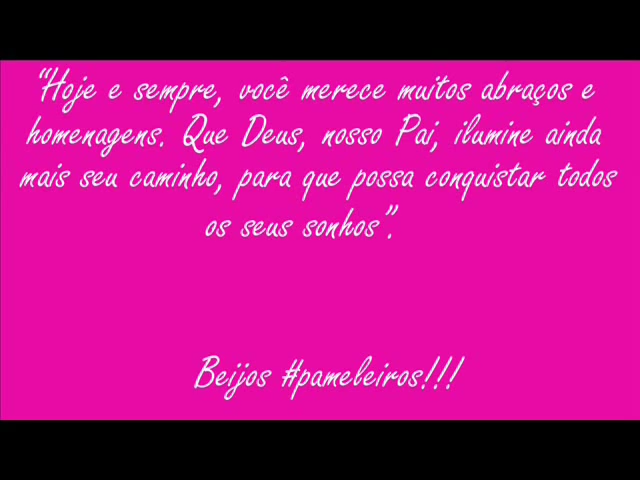 “Hoje e sempre, você merece muitos abraços e
homenagens. Que Deus, nosso Pai, ilumine ainda
mais seu caminho, para que possa conquistar todos
os seus sonhos”.
Beijos #pameleiros!!!